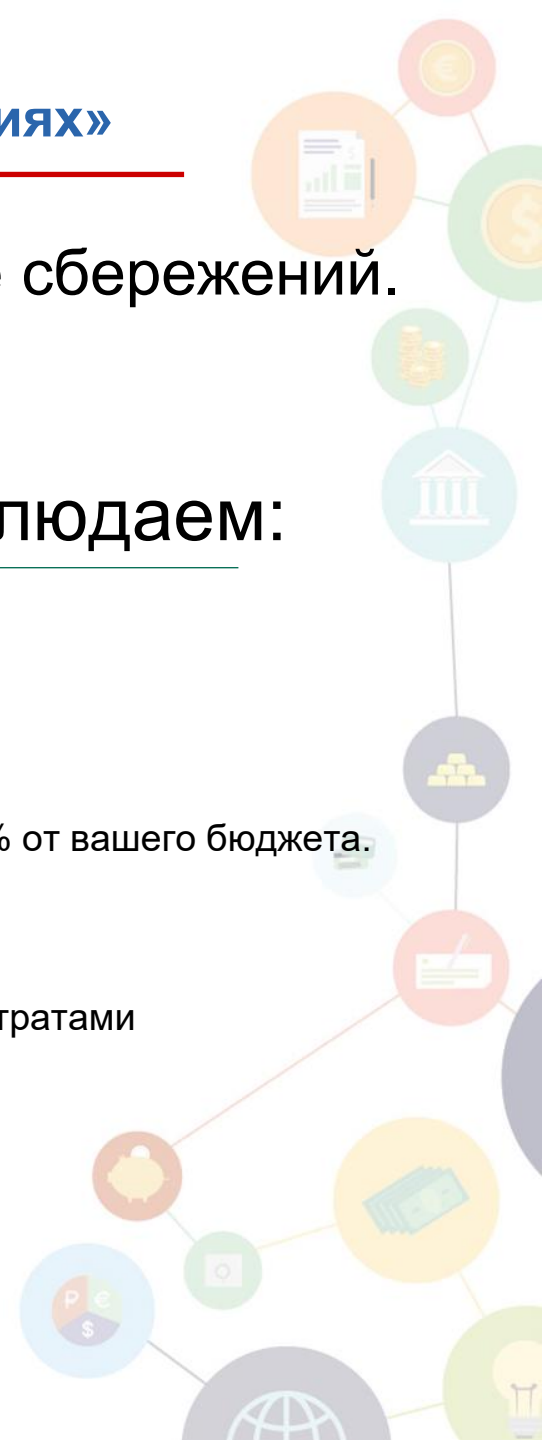 иях»
е сбережений.
людаем:
% от вашего бюджета.
тратами